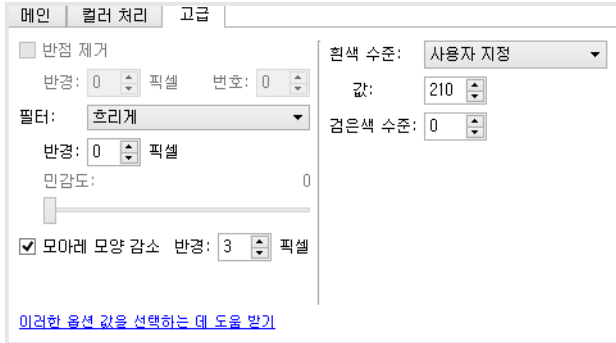 메인 컬러 처리 고급
반점 제거
반경: 0 픽셀 번호: 0
필터: 흐리게
반경: 0 픽셀
민감도: 0
모아레 모양 감소 반경: 3 픽셀
이러한 옵션 값을 선택하는 데 도움 받기
흰색 수준: 사용자 지정
값: 210
검은색 수준: 0